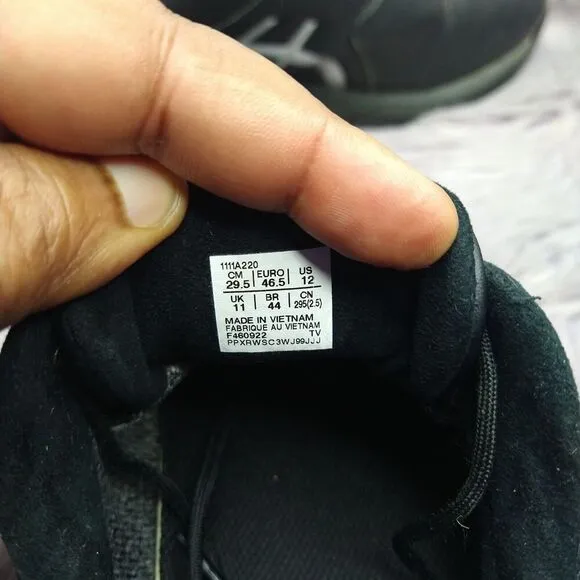 1111A220
CM EURO US
29.5 46.5 12
UK BR CN
11 44 295(2.5)
MADE IN VIETNAM
FABRIQUE AU VIETNAM
F460922 TV
PPXRWSC3WJ99JJJ